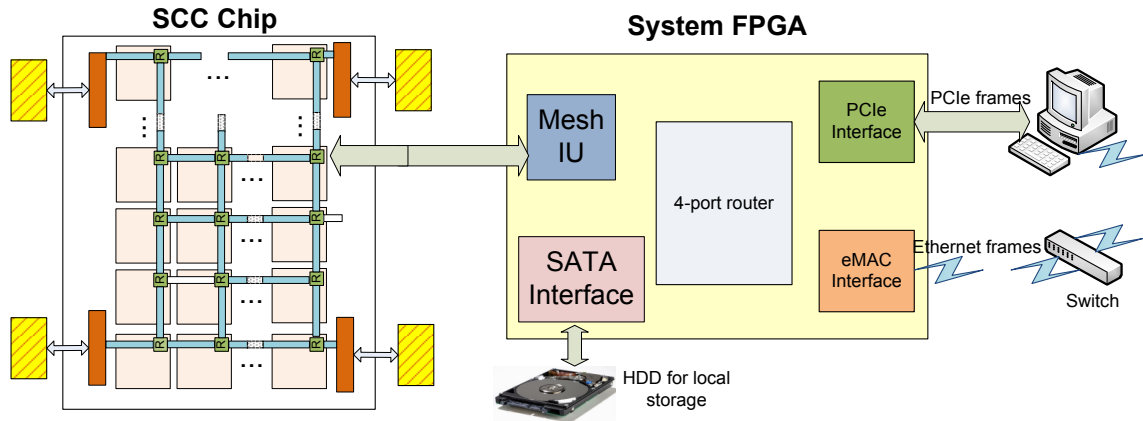 SCC Chip
System FPGA
R R
...
... ...
R R R
...
R R R
...
R R R
...
R R R
...
Mesh
IU
4-port router
PCIe
Interface
PCIe frames
SATA
Interface
eMAC
Interface
Ethernet frames
Switch
HDD for local
storage